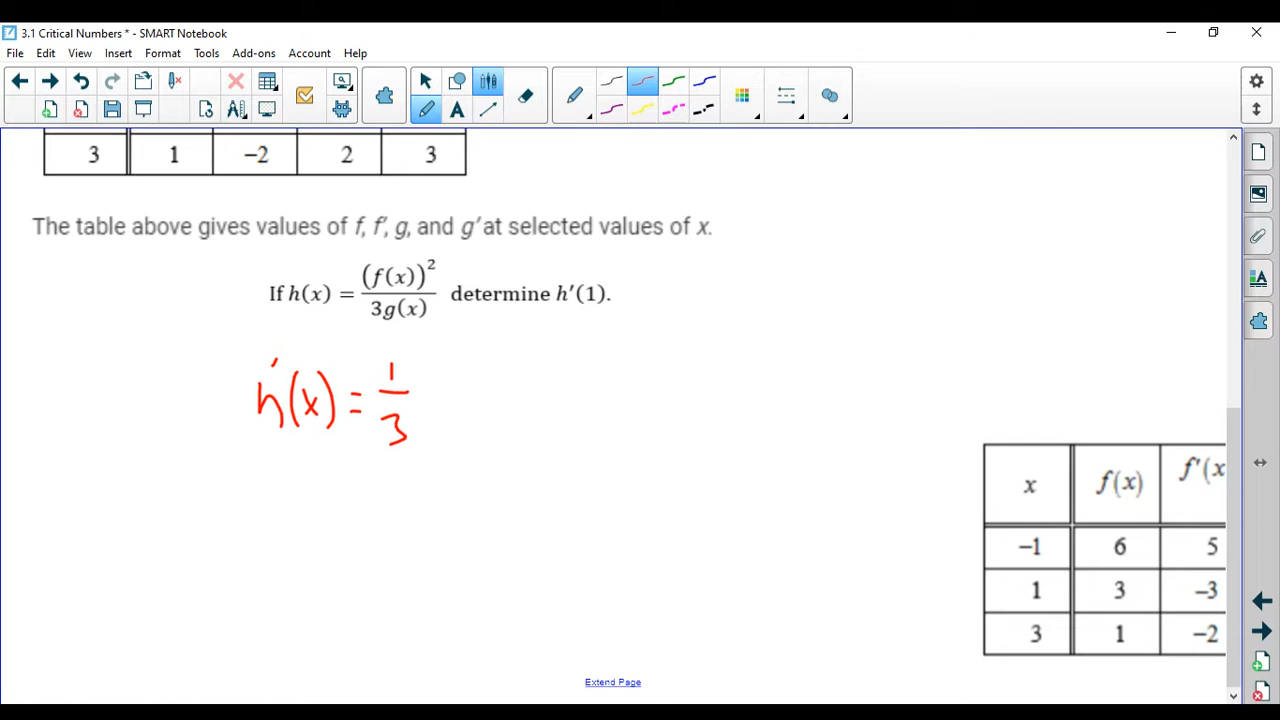 3.1 Critical Numbers * - SMART Notebook
File Edit View Insert Format Tools Add-ons Account Help
3 1 −2 2 3
The table above gives values of f, f′, g, and g′ at selected values of x.
If h(x) = (f(x))² / 3g(x) determine h′(1).
h′(x) = 1/3
x f(x) f′(x
−1 6 5
1 3 −3
3 1 −2
Extend Page